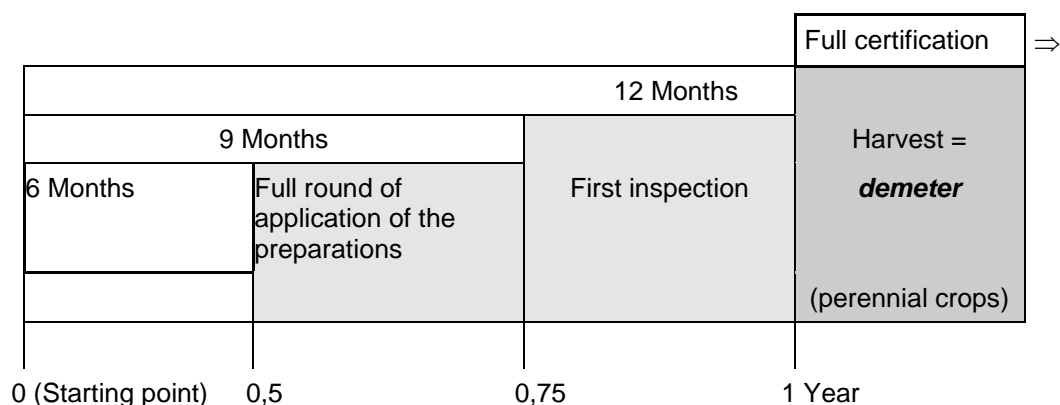 Full certification ⇒
12 Months
9 Months
Harvest =
6 Months
Full round of
application of the
preparations
First inspection
demeter
(perennial crops)
0 (Starting point) 0,5 0,75 1 Year